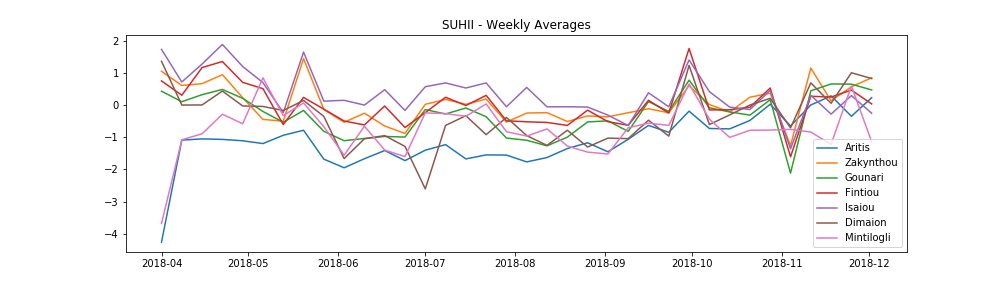 SUHII - Weekly Averages
2
1
0
−1
−2
−3
−4
2018-04 2018-05 2018-06 2018-07 2018-08 2018-09 2018-10 2018-11 2018-12
Aritis
Zakynthou
Gounari
Fintiou
Isaiou
Dimaion
Mintilogli